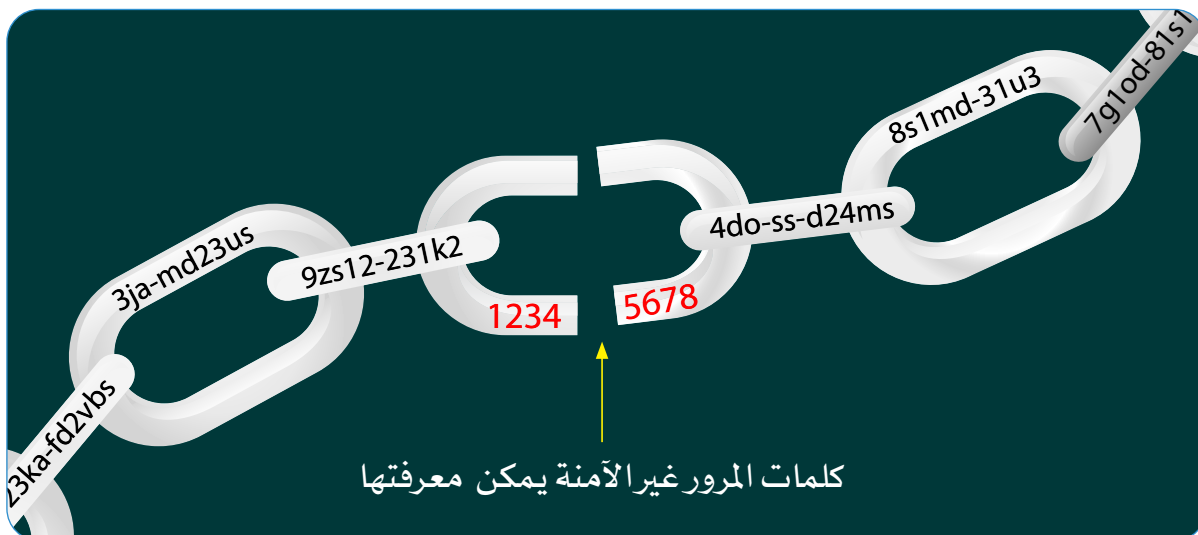 23ka-fd2vbs
3ja-md23us
9zs12-231k2
1234
5678
4do-ss-d24ms
8s1md-31u3
7g1od-81s1
كلمات المرور غير الآمنة يمكن معرفتها